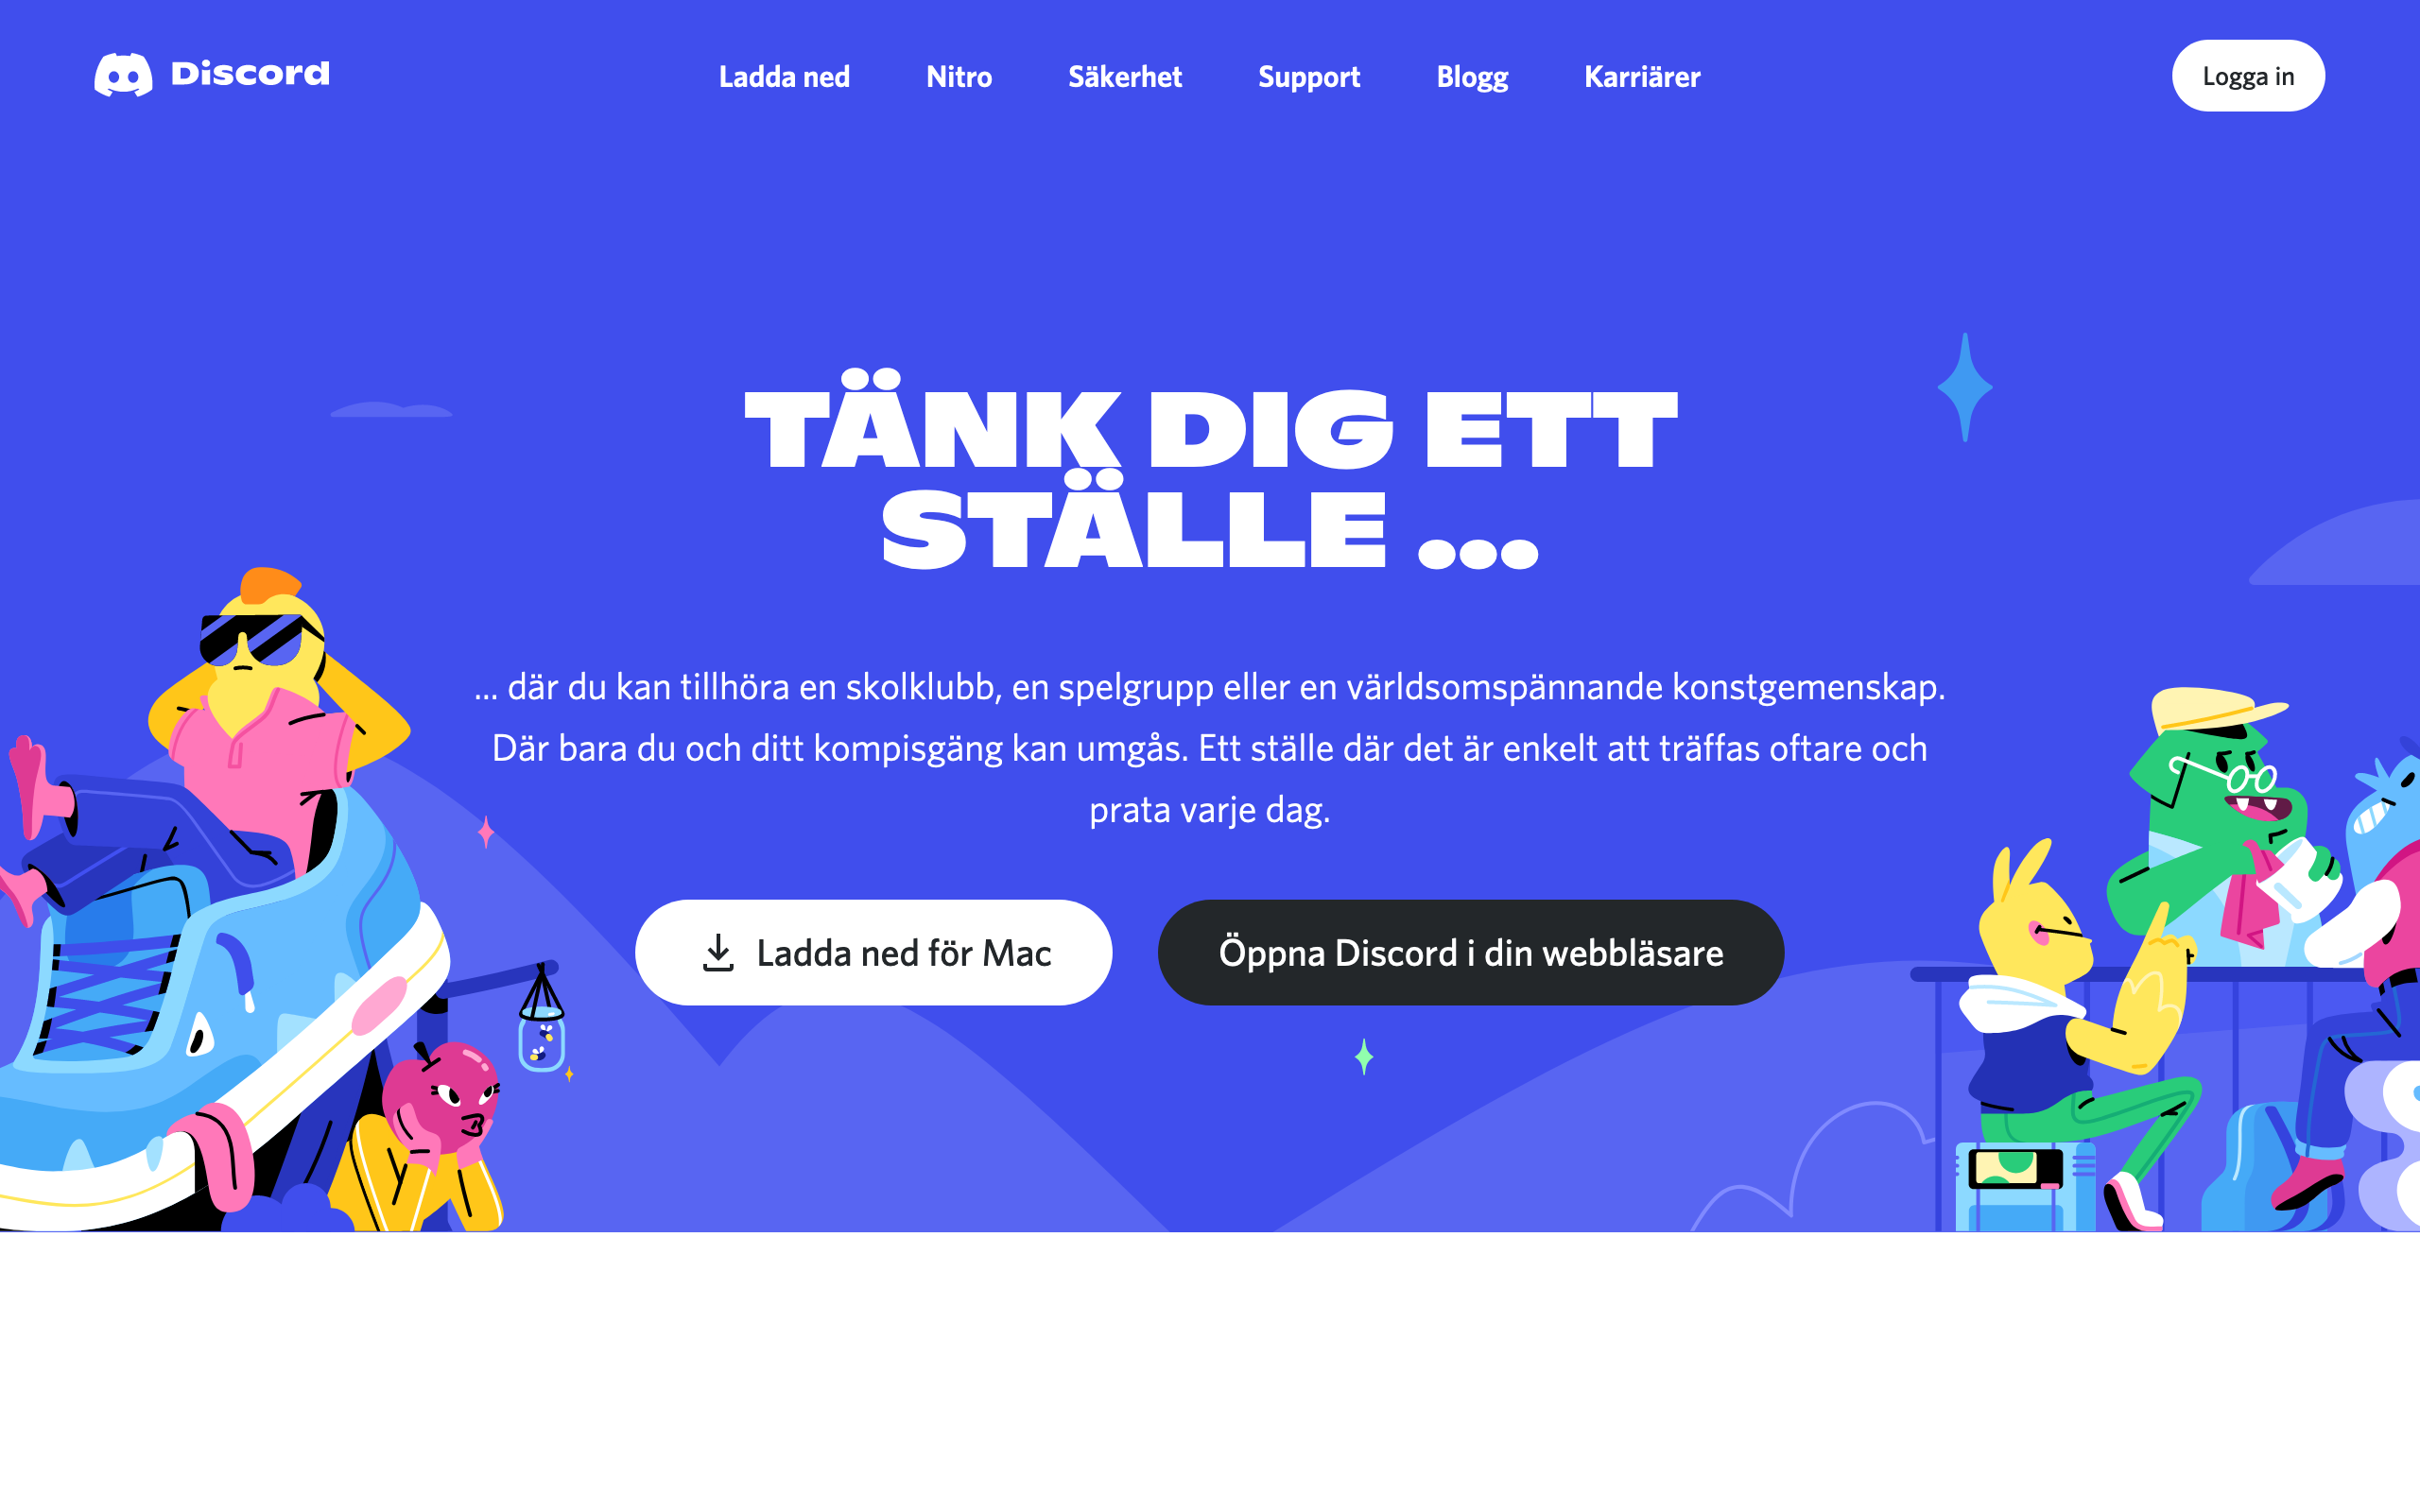 Discord
Ladda ned
Nitro
Säkerhet
Support
Blogg
Karriärer
Logga in
TÄNK DIG ETT
STÄLLE ...
... där du kan tillhöra en skolklubb, en spelgrupp eller en världsomspännande konstgemenskap.
Där bara du och ditt kompisgäng kan umgås. Ett ställe där det är enkelt att träffas oftare och
prata varje dag.
Ladda ned för Mac
Öppna Discord i din webbläsare